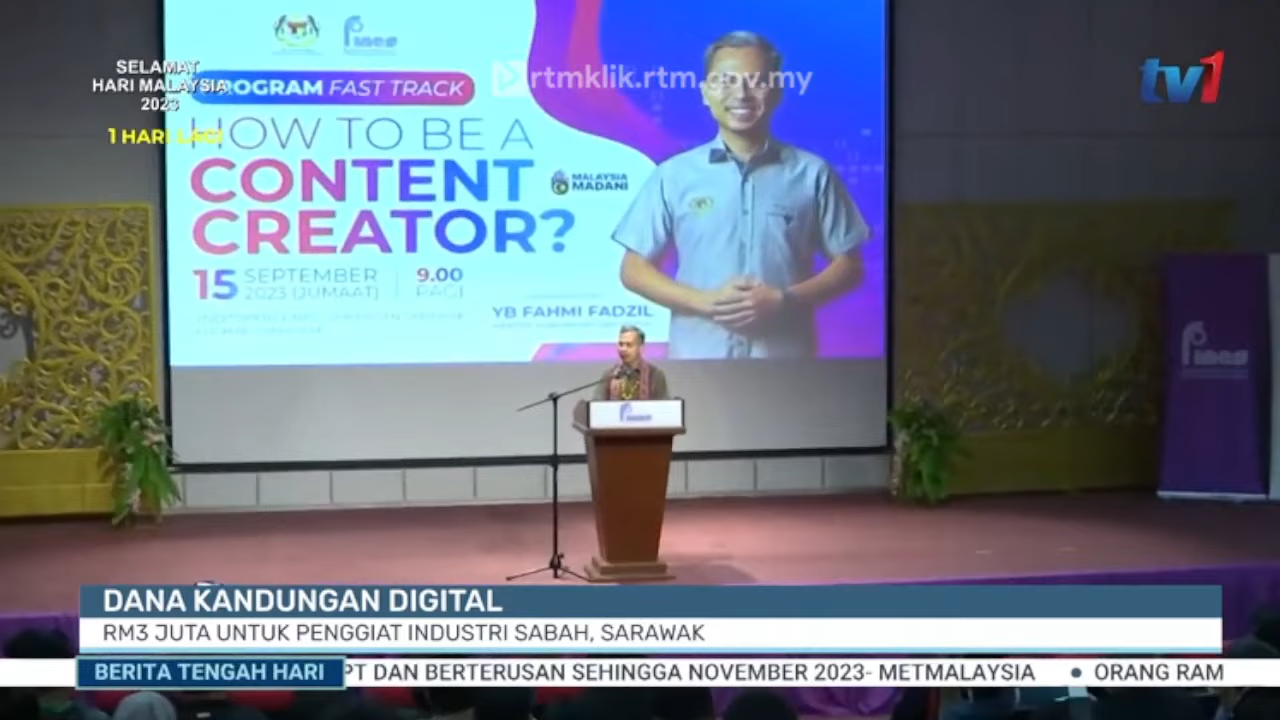 SELAMAT
HARI MALAYSIA
2023
1 HARI LAGI
PROGRAM FAST TRACK
rtmklik.rtm.gov.my
tv1
HOW TO BE A
CONTENT
CREATOR?
MALAYSIA
MADANI
15 SEPTEMBER
2023 (JUMAAT)
9.00
PAGI
YB FAHMI FADZIL
DANA KANDUNGAN DIGITAL
RM3 JUTA UNTUK PENGGIAT INDUSTRI SABAH, SARAWAK
BERITA TENGAH HARI
PT DAN BERTERUSAN SEHINGGA NOVEMBER 2023- METMALAYSIA • ORANG RAM